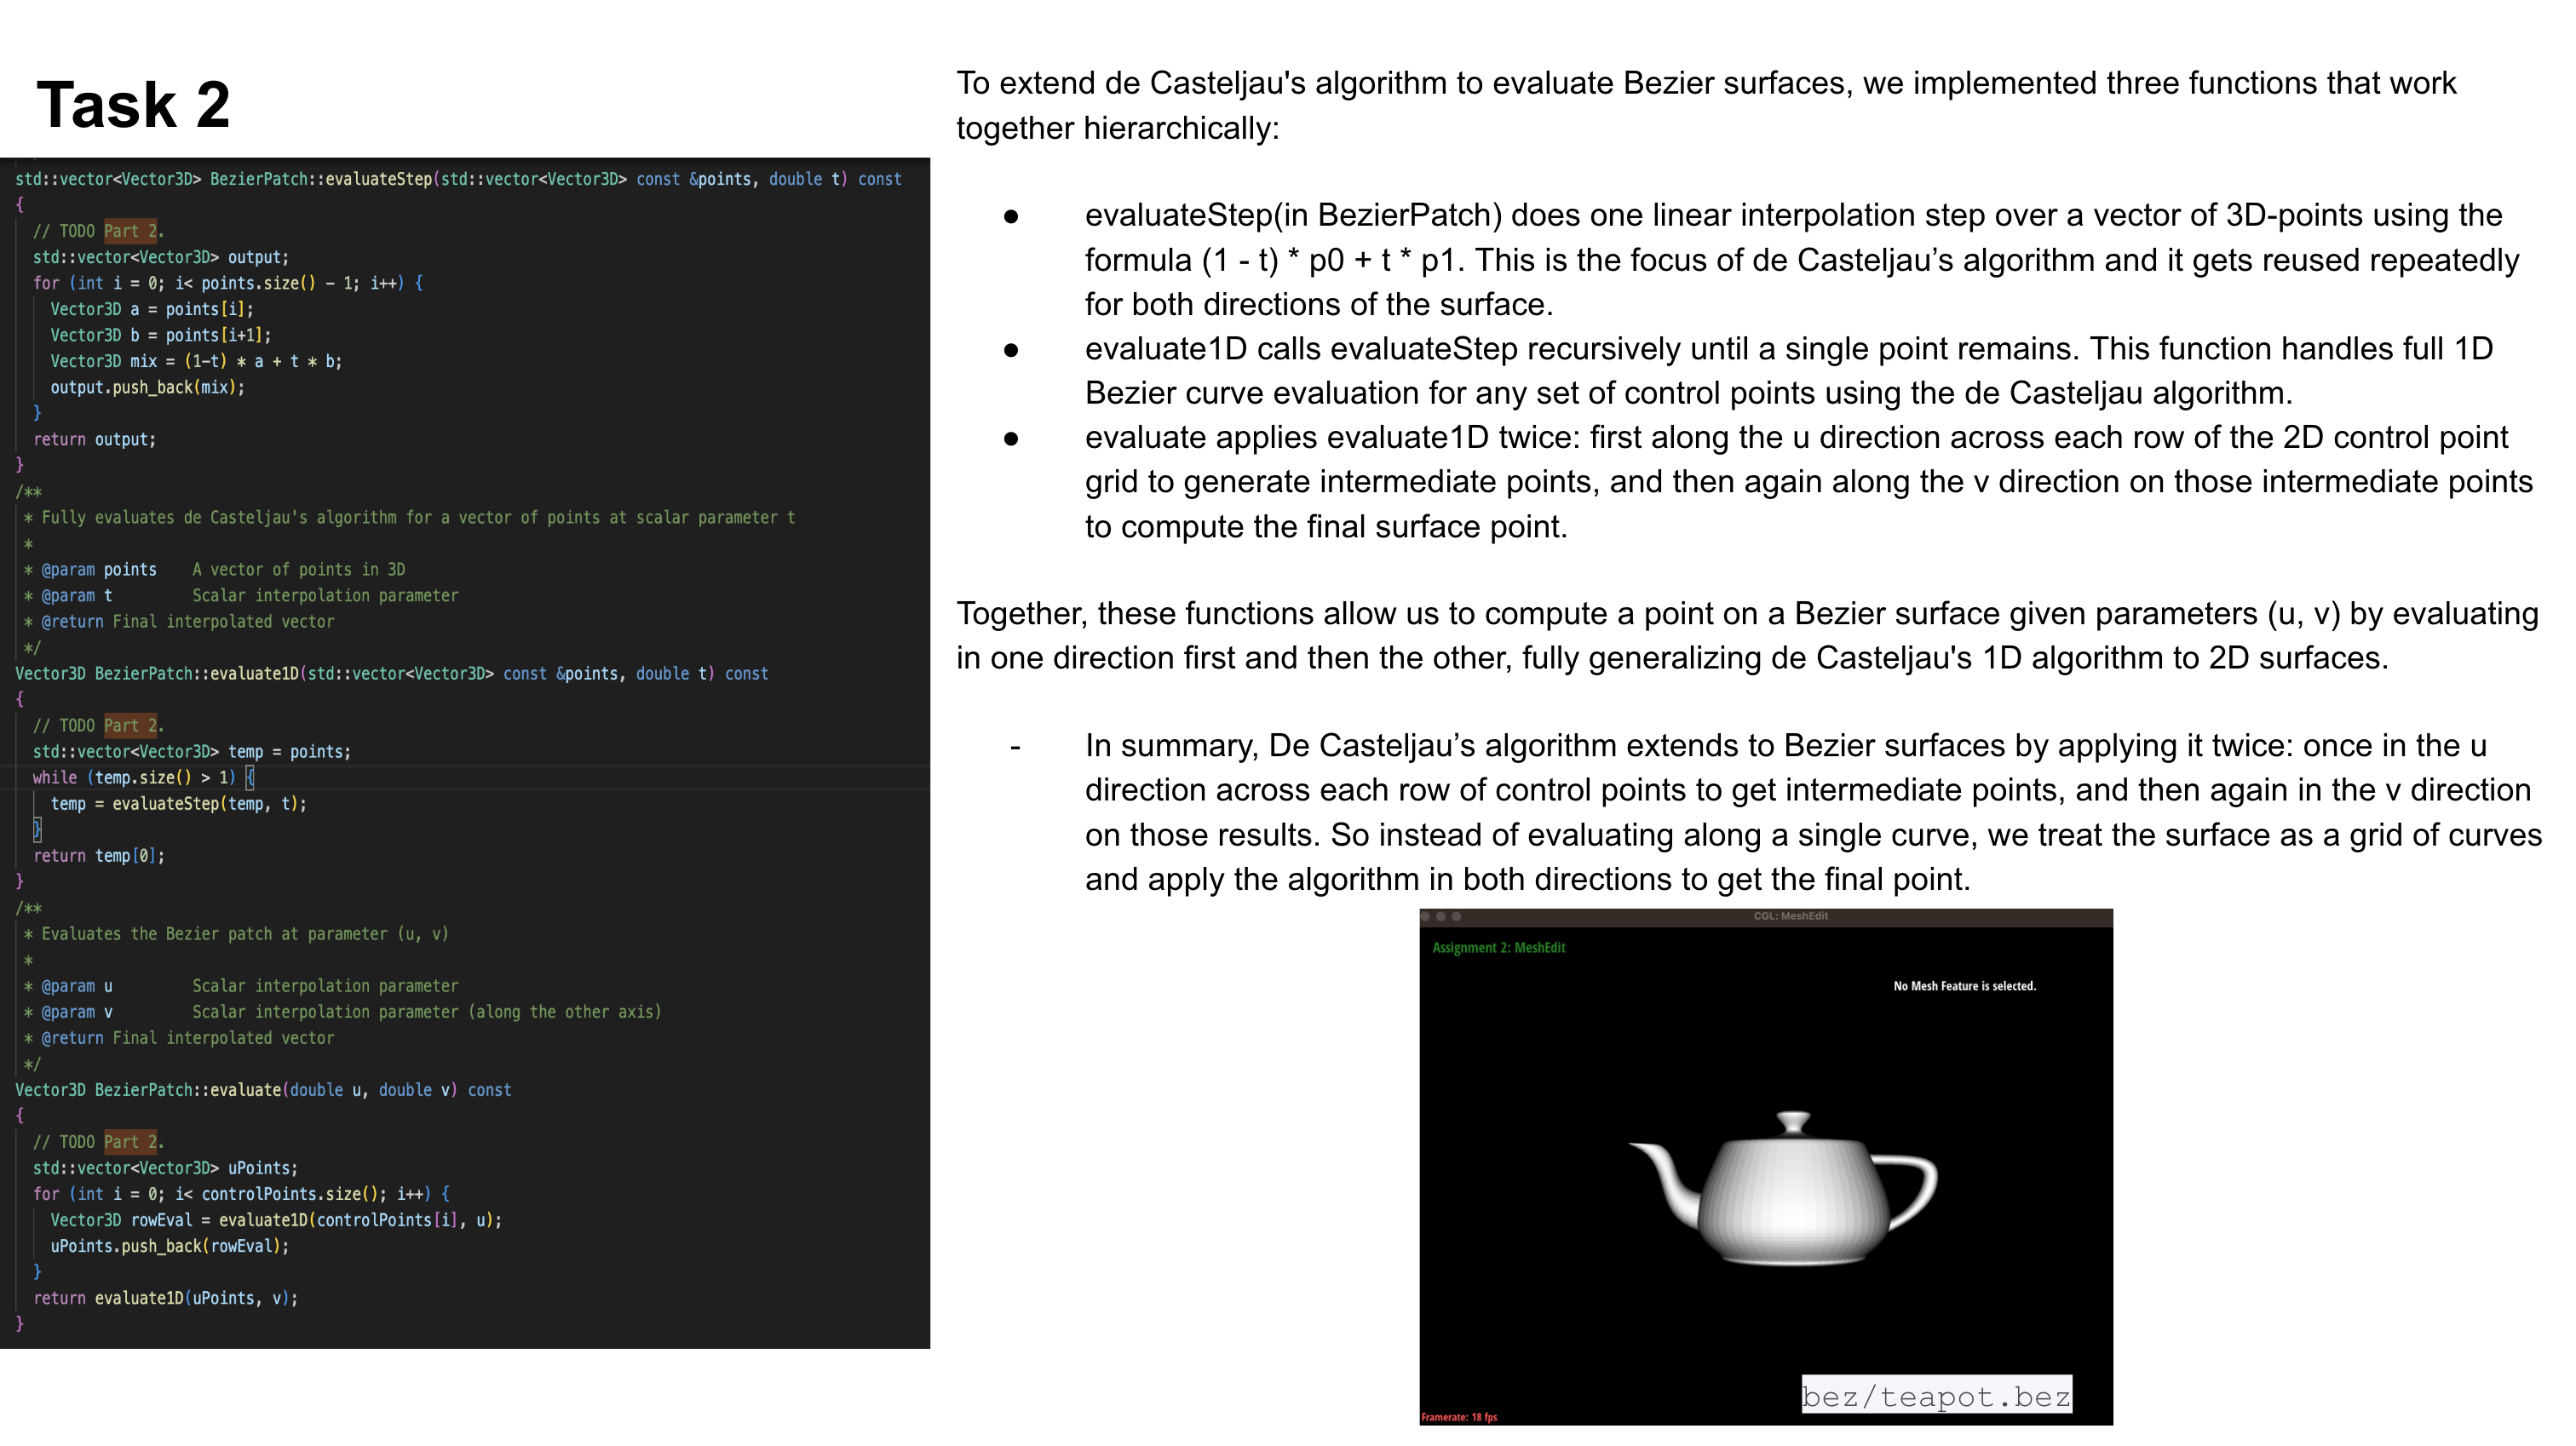 Task 2
std::vector<Vector3D> BezierPatch::evaluateStep(std::vector<Vector3D> const &points, double t) const
{
// TODO Part 2.
std::vector<Vector3D> output;
for (int i = 0; i< points.size() - 1; i++) {
Vector3D a = points[i];
Vector3D b = points[i+1];
Vector3D mix = (1-t) * a + t * b;
output.push_back(mix);
}
return output;
}
/**
* Fully evaluates de Casteljau's algorithm for a vector of points at scalar parameter t
*
* @param points A vector of points in 3D
* @param t Scalar interpolation parameter
* @return Final interpolated vector
*/
Vector3D BezierPatch::evaluate1D(std::vector<Vector3D> const &points, double t) const
{
// TODO Part 2.
std::vector<Vector3D> temp = points;
while (temp.size() > 1) {
temp = evaluateStep(temp, t);
}
return temp[0];
}
/**
* Evaluates the Bezier patch at parameter (u, v)
*
* @param u Scalar interpolation parameter
* @param v Scalar interpolation parameter (along the other axis)
* @return Final interpolated vector
*/
Vector3D BezierPatch::evaluate(double u, double v) const
{
// TODO Part 2.
std::vector<Vector3D> uPoints;
for (int i = 0; i< controlPoints.size(); i++) {
Vector3D rowEval = evaluate1D(controlPoints[i], u);
uPoints.push_back(rowEval);
}
return evaluate1D(uPoints, v);
}
To extend de Casteljau's algorithm to evaluate Bezier surfaces, we implemented three functions that work
together hierarchically:
● evaluateStep(in BezierPatch) does one linear interpolation step over a vector of 3D-points using the
formula (1 - t) * p0 + t * p1. This is the focus of de Casteljau’s algorithm and it gets reused repeatedly
for both directions of the surface.
● evaluate1D calls evaluateStep recursively until a single point remains. This function handles full 1D
Bezier curve evaluation for any set of control points using the de Casteljau algorithm.
● evaluate applies evaluate1D twice: first along the u direction across each row of the 2D control point
grid to generate intermediate points, and then again along the v direction on those intermediate points
to compute the final surface point.
Together, these functions allow us to compute a point on a Bezier surface given parameters (u, v) by evaluating
in one direction first and then the other, fully generalizing de Casteljau's 1D algorithm to 2D surfaces.
- In summary, De Casteljau’s algorithm extends to Bezier surfaces by applying it twice: once in the u
direction across each row of control points to get intermediate points, and then again in the v direction
on those results. So instead of evaluating along a single curve, we treat the surface as a grid of curves
and apply the algorithm in both directions to get the final point.
CGL: MeshEdit
Assignment 2: MeshEdit
No Mesh Feature is selected.
bez/teapot.bez
Framerate: 18 fps